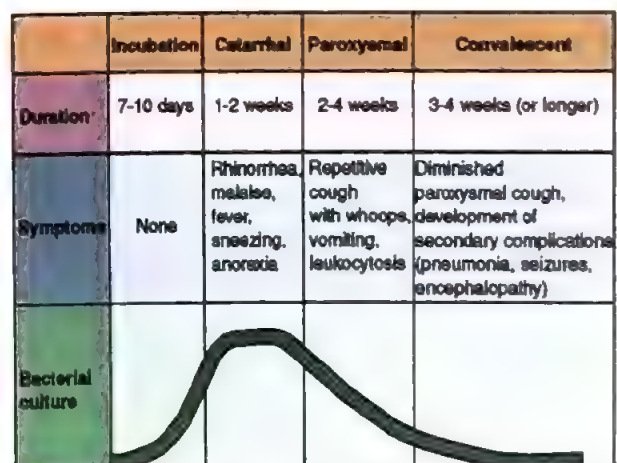 Incubation Catarrhal Paroxysmal Convalescent
Duration 7-10 days 1-2 weeks 2-4 weeks 3-4 weeks (or longer)
Symptoms
None
Rhinorrhea,
malaise,
fever,
sneezing,
anorexia
Repetitive
cough
with whoops,
vomiting,
leukocytosis
Diminished
paroxysmal cough,
development of
secondary complications
(pneumonia, seizures,
encephalopathy)
Bacterial
culture